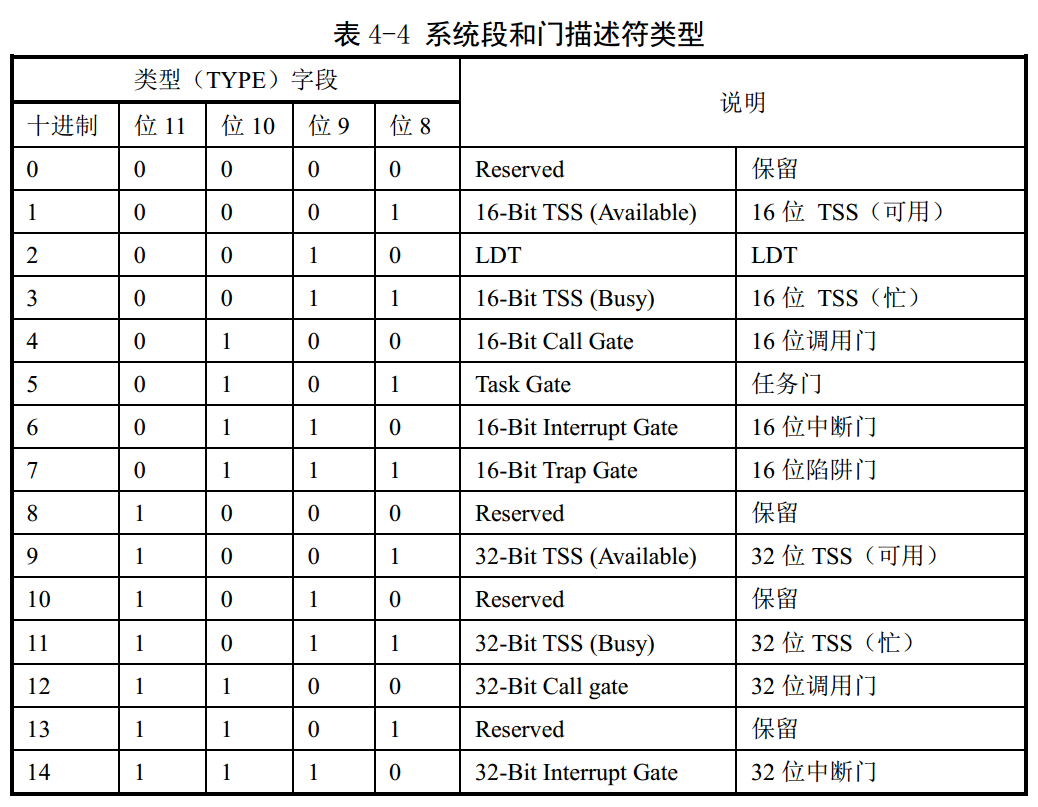 表 4-4 系统段和门描述符类型
类型（TYPE）字段 说明
十进制 位 11 位 10 位 9 位 8
0 0 0 0 0 Reserved 保留
1 0 0 0 1 16-Bit TSS (Available) 16 位 TSS（可用）
2 0 0 1 0 LDT LDT
3 0 0 1 1 16-Bit TSS (Busy) 16 位 TSS（忙）
4 0 1 0 0 16-Bit Call Gate 16 位调用门
5 0 1 0 1 Task Gate 任务门
6 0 1 1 0 16-Bit Interrupt Gate 16 位中断门
7 0 1 1 1 16-Bit Trap Gate 16 位陷阱门
8 1 0 0 0 Reserved 保留
9 1 0 0 1 32-Bit TSS (Available) 32 位 TSS（可用）
10 1 0 1 0 Reserved 保留
11 1 0 1 1 32-Bit TSS (Busy) 32 位 TSS（忙）
12 1 1 0 0 32-Bit Call gate 32 位调用门
13 1 1 0 1 Reserved 保留
14 1 1 1 0 32-Bit Interrupt Gate 32 位中断门